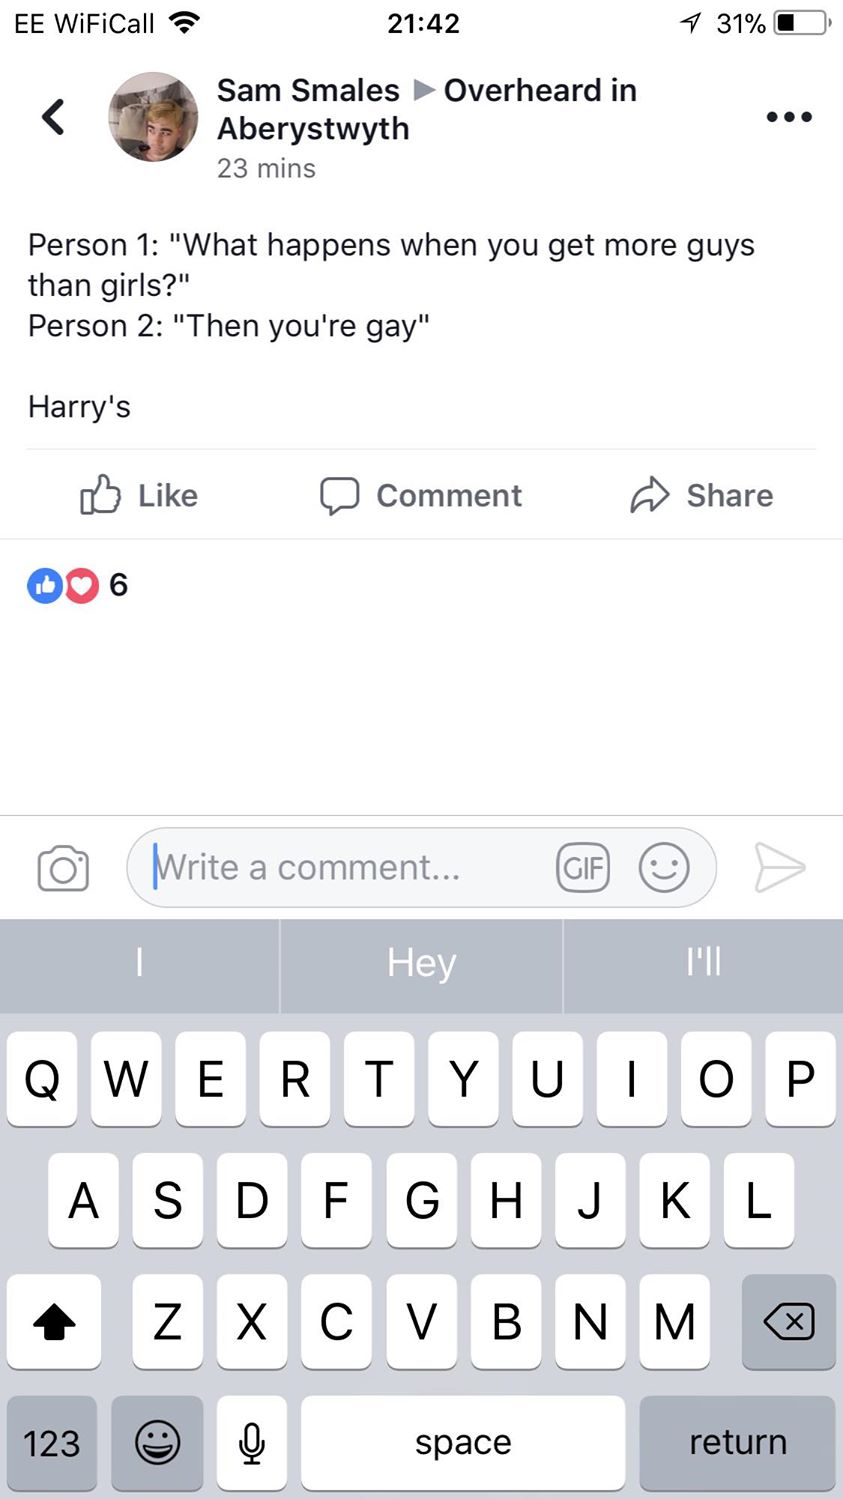 EE WiFiCall 21:42 31%
Sam Smales ▶ Overheard in
Aberystwyth
23 mins
Person 1: "What happens when you get more guys
than girls?"
Person 2: "Then you're gay"
Harry's
Like Comment Share
6
Write a comment... GIF
I Hey I'll
Q W E R T Y U I O P
A S D F G H J K L
Z X C V B N M
123 space return